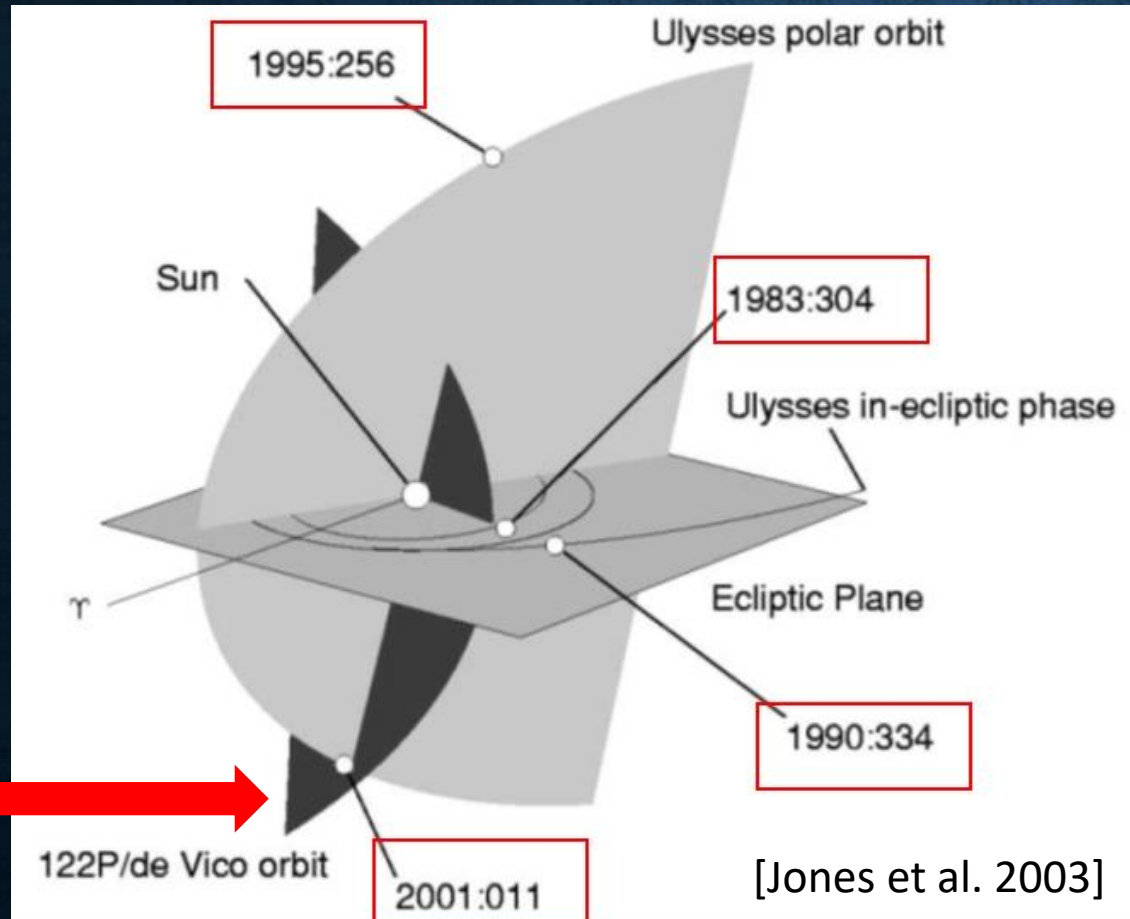 Ulysses polar orbit
1995:256
Sun
1983:304
Ulysses in-ecliptic phase
♈
Ecliptic Plane
1990:334
122P/de Vico orbit
2001:011
[Jones et al. 2003]